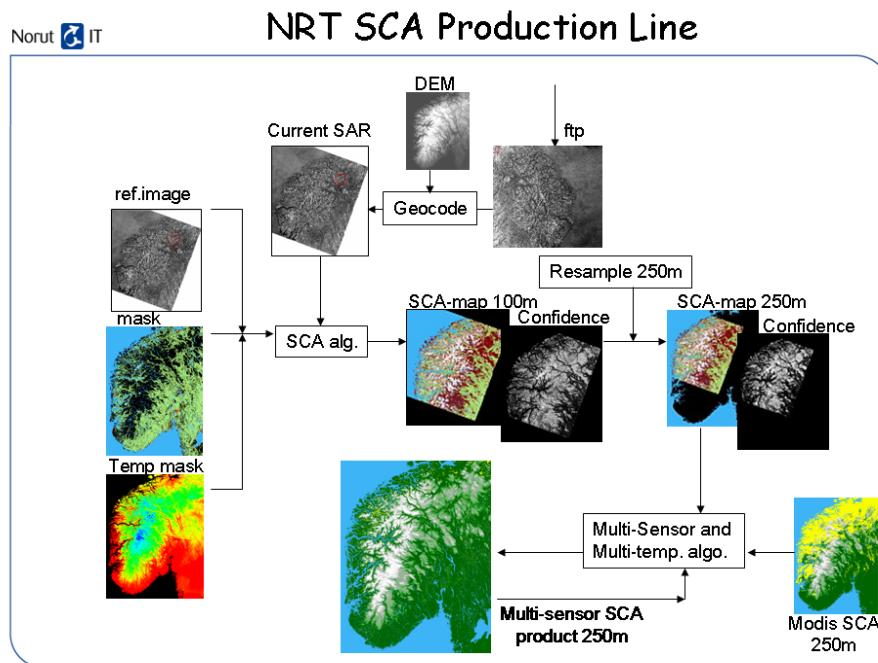 Norut IT
NRT SCA Production Line
DEM
Current SAR
ftp
ref.image
Geocode
Resample 250m
mask
SCA-map 100m
SCA-map 250m
Confidence
Confidence
SCA alg.
Temp mask
Multi-Sensor and
Multi-temp. algo.
Multi-sensor SCA
product 250m
Modis SCA
250m